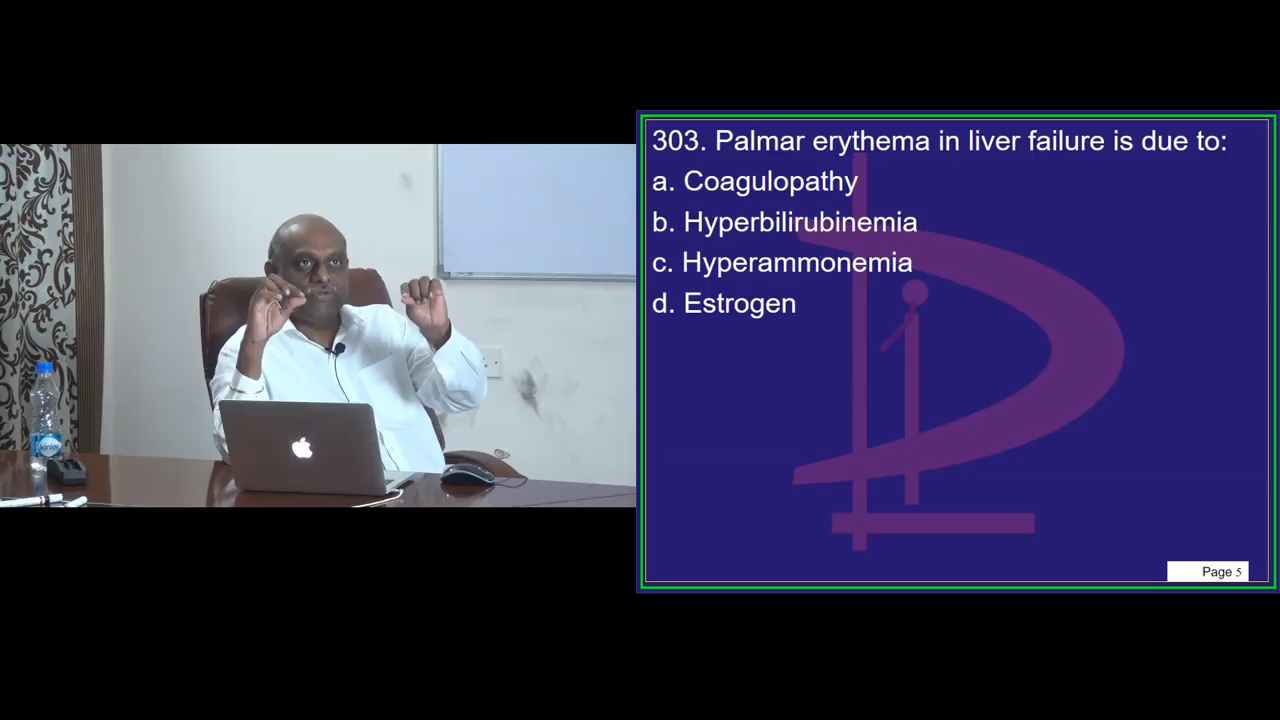 303. Palmar erythema in liver failure is due to:
a. Coagulopathy
b. Hyperbilirubinemia
c. Hyperammonemia
d. Estrogen
Page 5